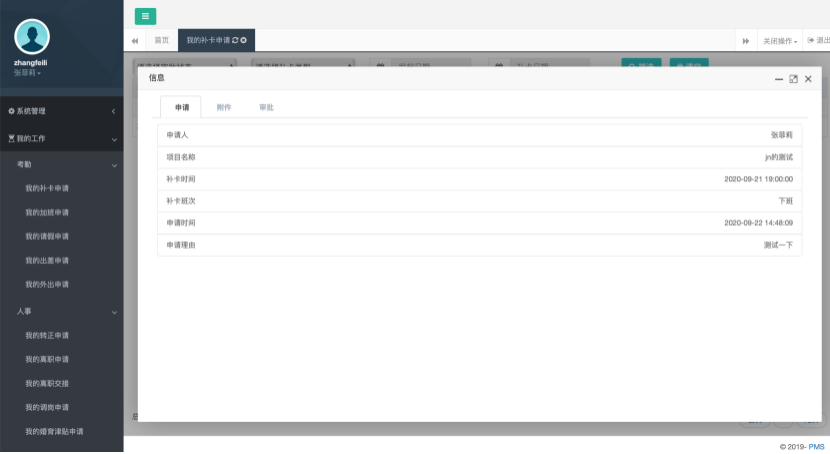 zhangfeili
张菲莉
系统管理
我的工作
考勤
我的补卡申请
我的加班申请
我的请假申请
我的出差申请
我的外出申请
人事
我的转正申请
我的离职申请
我的离职交接
我的调岗申请
我的婚育津贴申请
首页
我的补卡申请
关闭操作
退出
信息
申请
附件
审批
申请人
张菲莉
项目名称
jn的测试
补卡时间
2020-09-21 19:00:00
补卡班次
下班
申请时间
2020-09-22 14:48:09
申请理由
测试一下
© 2019- PMS